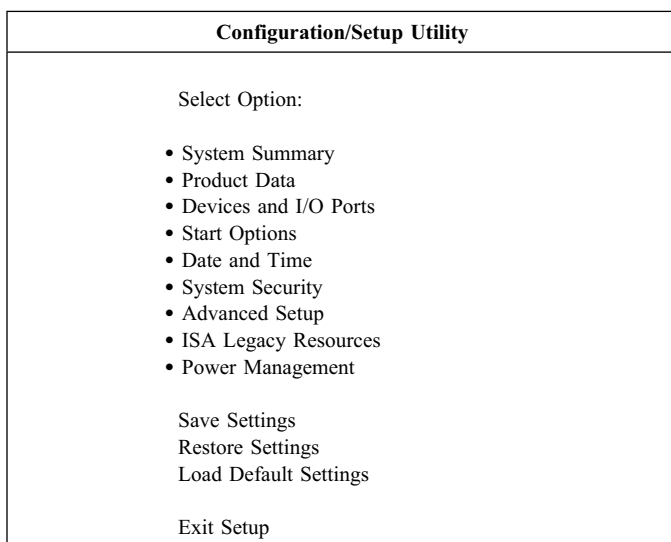 Configuration/Setup Utility
Select Option:
• System Summary
• Product Data
• Devices and I/O Ports
• Start Options
• Date and Time
• System Security
• Advanced Setup
• ISA Legacy Resources
• Power Management
Save Settings
Restore Settings
Load Default Settings
Exit Setup